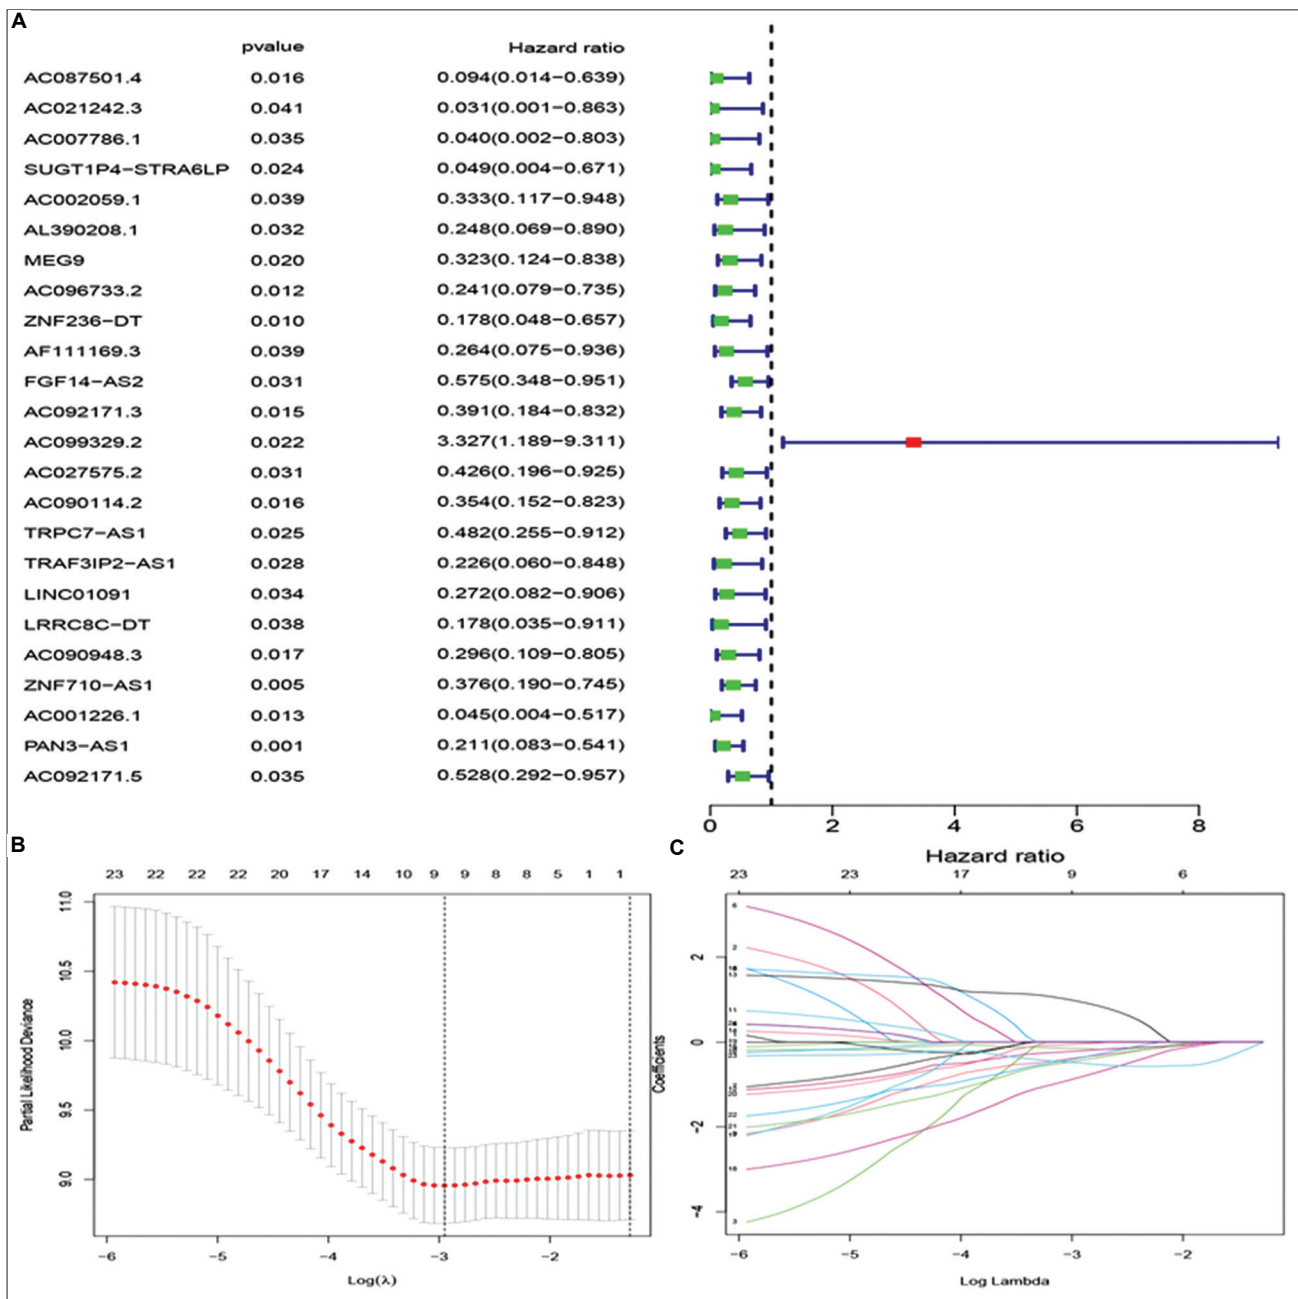 A
pvalue Hazard ratio
AC087501.4 0.016 0.094(0.014−0.639)
AC021242.3 0.041 0.031(0.001−0.863)
AC007786.1 0.035 0.040(0.002−0.803)
SUGT1P4−STRA6LP 0.024 0.049(0.004−0.671)
AC002059.1 0.039 0.333(0.117−0.948)
AL390208.1 0.032 0.248(0.069−0.890)
MEG9 0.020 0.323(0.124−0.838)
AC096733.2 0.012 0.241(0.079−0.735)
ZNF236−DT 0.010 0.178(0.048−0.657)
AF111169.3 0.039 0.264(0.075−0.936)
FGF14−AS2 0.031 0.575(0.348−0.951)
AC092171.3 0.015 0.391(0.184−0.832)
AC099329.2 0.022 3.327(1.189−9.311)
AC027575.2 0.031 0.426(0.196−0.925)
AC090114.2 0.016 0.354(0.152−0.823)
TRPC7−AS1 0.025 0.482(0.255−0.912)
TRAF3IP2−AS1 0.028 0.226(0.060−0.848)
LINC01091 0.034 0.272(0.082−0.906)
LRRC8C−DT 0.038 0.178(0.035−0.911)
AC090948.3 0.017 0.296(0.109−0.805)
ZNF710−AS1 0.005 0.376(0.190−0.745)
AC001226.1 0.013 0.045(0.004−0.517)
PAN3−AS1 0.001 0.211(0.083−0.541)
AC092171.5 0.035 0.528(0.292−0.957)
0 2 4 6 8
Hazard ratio
B
23 22 22 22 20 17 14 10 9 9 8 8 5 1 1
11.0
10.5
10.0
9.5
9.0
Partial Likelihood Deviance
−6 −5 −4 −3 −2
Log(λ)
C
23 23 17 9 6
2
0
−2
−4
Coefficients
6
2
13
11
20
22
21
3
−6 −5 −4 −3 −2
Log Lambda